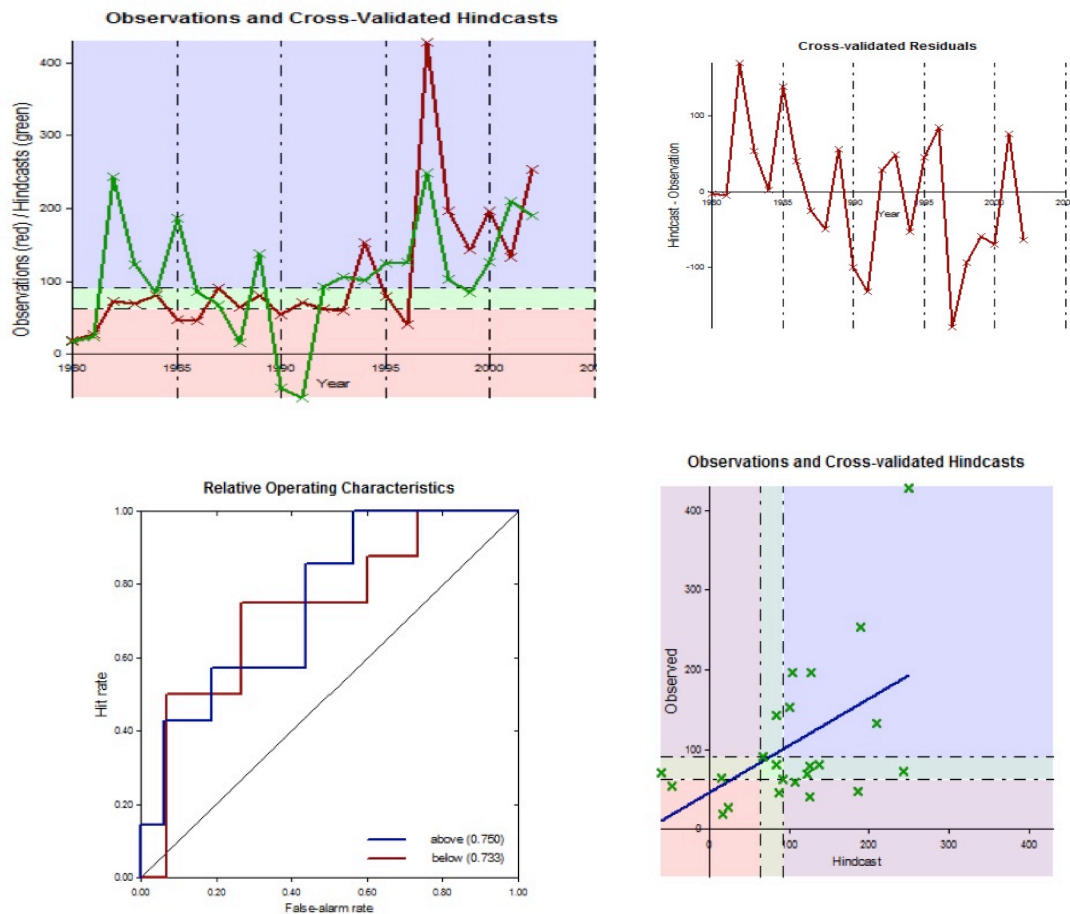 Observations and Cross-Validated Hindcasts
Observations (red) / Hindcasts (green)
400
300
200
100
0
1980
1985
1990
1995
2000
Year
Cross-validated Residuals
Hindcast - Observation
100
0
-100
1980
1985
1990
1995
2000
Year
Relative Operating Characteristics
Hit rate
1.00
0.80
0.60
0.40
0.20
0.00
0.00 0.20 0.40 0.60 0.80 1.00
False-alarm rate
above (0.750)
below (0.733)
Observations and Cross-validated Hindcasts
Observed
400
300
200
100
0
0 100 200 300 400
Hindcast